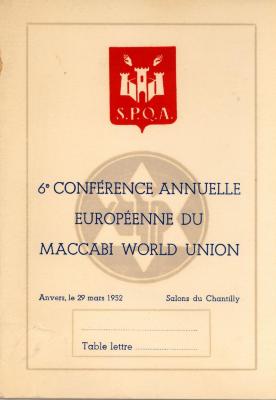 S.P.Q.A.
6e CONFÉRENCE ANNUELLE
EUROPÉENNE DU
MACCABI WORLD UNION
Anvers, le 29 mars 1952 Salons du Chantilly
Table lettre